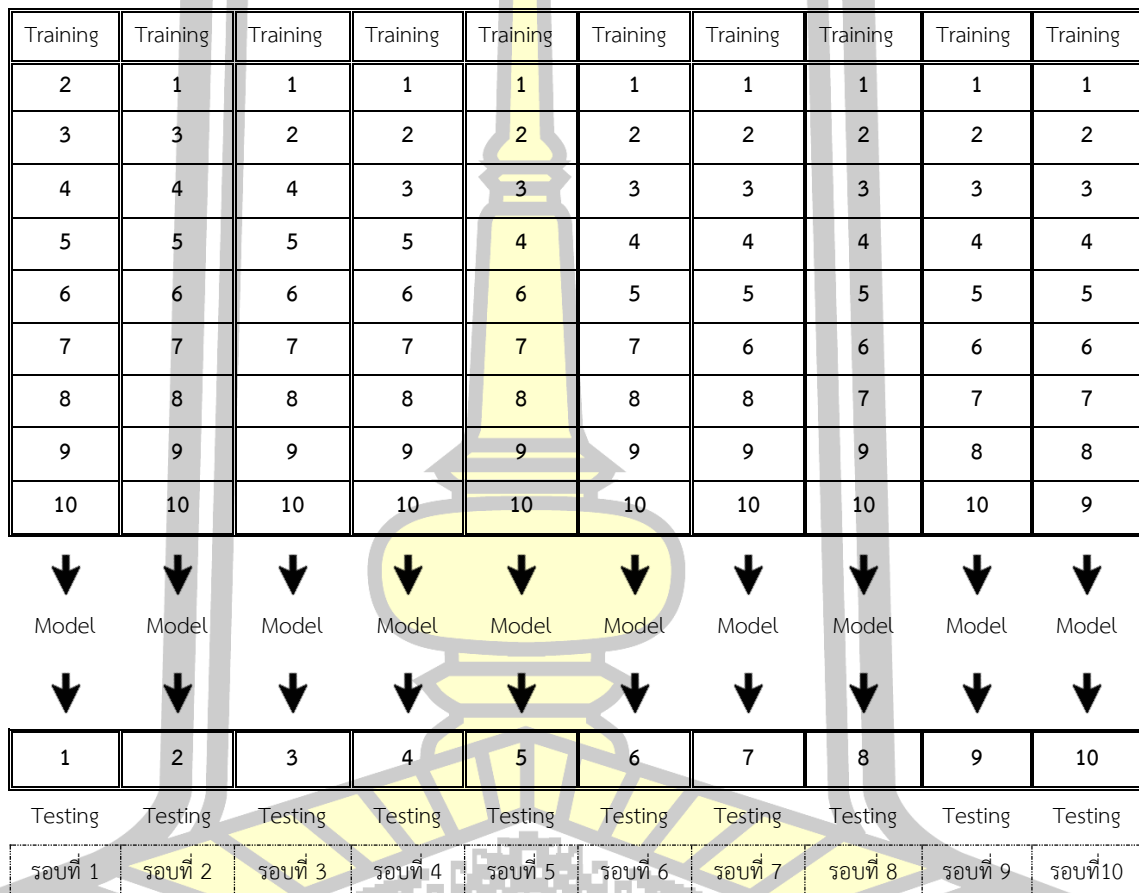 Training Training Training Training Training Training Training Training Training Training
2 1 1 1 1 1 1 1 1 1
3 3 2 2 2 2 2 2 2 2
4 4 4 3 3 3 3 3 3 3
5 5 5 5 4 4 4 4 4 4
6 6 6 6 6 5 5 5 5 5
7 7 7 7 7 7 6 6 6 6
8 8 8 8 8 8 8 7 7 7
9 9 9 9 9 9 9 9 8 8
10 10 10 10 10 10 10 10 10 9
Model Model Model Model Model Model Model Model Model Model
1 2 3 4 5 6 7 8 9 10
Testing Testing Testing Testing Testing Testing Testing Testing Testing Testing
รอบที่ 1 รอบที่ 2 รอบที่ 3 รอบที่ 4 รอบที่ 5 รอบที่ 6 รอบที่ 7 รอบที่ 8 รอบที่ 9 รอบที่10